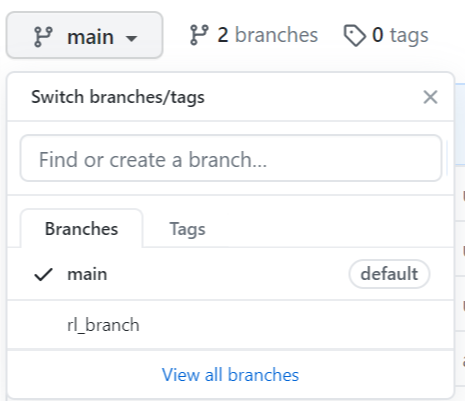 main 2 branches 0 tags
Switch branches/tags
Find or create a branch...
Branches Tags
main default
rl_branch
View all branches